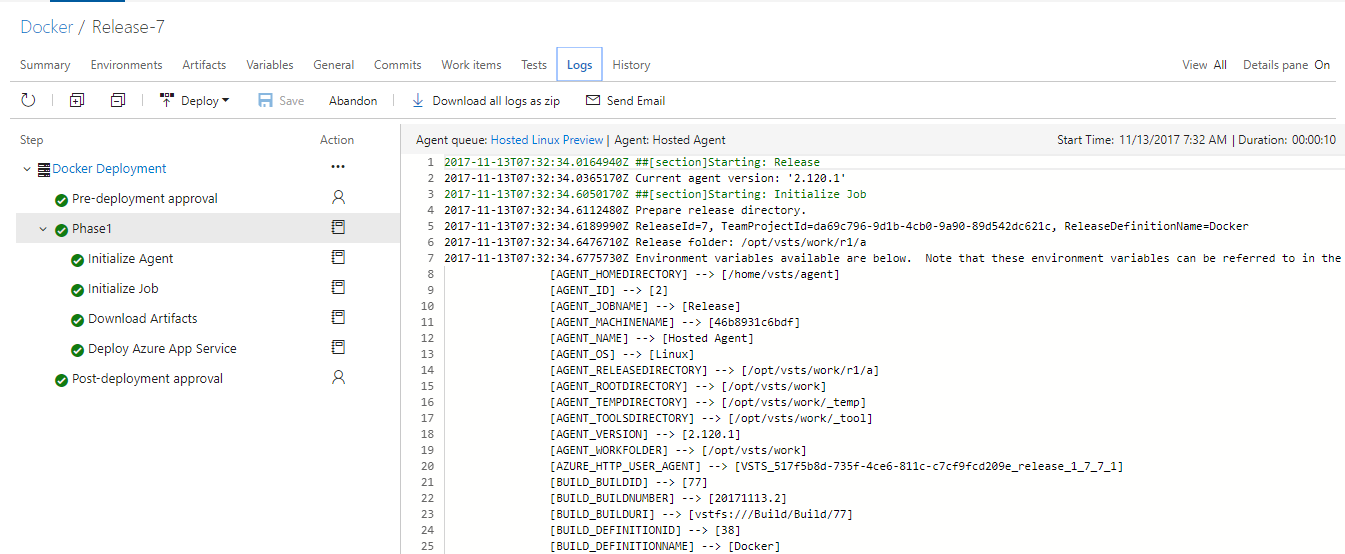 Docker / Release-7
Summary Environments Artifacts Variables General Commits Work items Tests Logs History View All Details pane On
Deploy Save Abandon Download all logs as zip Send Email
Step Action
Docker Deployment ...
Pre-deployment approval
Phase1
Initialize Agent
Initialize Job
Download Artifacts
Deploy Azure App Service
Post-deployment approval
Agent queue: Hosted Linux Preview | Agent: Hosted Agent Start Time: 11/13/2017 7:32 AM | Duration: 00:00:10
1 2017-11-13T07:32:34.0164940Z ##[section]Starting: Release
2 2017-11-13T07:32:34.0365170Z Current agent version: '2.120.1'
3 2017-11-13T07:32:34.6050170Z ##[section]Starting: Initialize Job
4 2017-11-13T07:32:34.6112480Z Prepare release directory.
5 2017-11-13T07:32:34.6189990Z ReleaseId=7, TeamProjectId=da69c796-9d1b-4cb0-9a90-89d542dc621c, ReleaseDefinitionName=Docker
6 2017-11-13T07:32:34.6476710Z Release folder: /opt/vsts/work/r1/a
7 2017-11-13T07:32:34.6775730Z Environment variables available are below.  Note that these environment variables can be referred to in the
8 [AGENT_HOMEDIRECTORY] --> [/home/vsts/agent]
9 [AGENT_ID] --> [2]
10 [AGENT_JOBNAME] --> [Release]
11 [AGENT_MACHINENAME] --> [46b8931c6bdf]
12 [AGENT_NAME] --> [Hosted Agent]
13 [AGENT_OS] --> [Linux]
14 [AGENT_RELEASEDIRECTORY] --> [/opt/vsts/work/r1/a]
15 [AGENT_ROOTDIRECTORY] --> [/opt/vsts/work]
16 [AGENT_TEMPDIRECTORY] --> [/opt/vsts/work/_temp]
17 [AGENT_TOOLSDIRECTORY] --> [/opt/vsts/work/_tool]
18 [AGENT_VERSION] --> [2.120.1]
19 [AGENT_WORKFOLDER] --> [/opt/vsts/work]
20 [AZURE_HTTP_USER_AGENT] --> [VSTS_517f5b8d-735f-4ce6-811c-c7cf9fcd209e_release_1_7_7_1]
21 [BUILD_BUILDID] --> [77]
22 [BUILD_BUILDNUMBER] --> [20171113.2]
23 [BUILD_BUILDURI] --> [vstfs:///Build/Build/77]
24 [BUILD_DEFINITIONID] --> [38]
25 [BUILD_DEFINITIONNAME] --> [Docker]